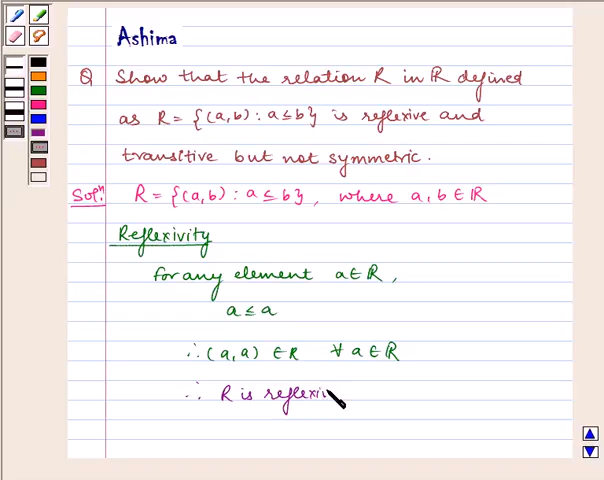 Ashima
Q Show that the relation R in ℝ defined
as R = {(a,b) : a ≤ b} is reflexive and
transitive but not symmetric.
Solⁿ. R = {(a,b) : a ≤ b}, where a, b ∈ ℝ
Reflexivity
for any element a ∈ ℝ,
a ≤ a
∴ (a, a) ∈ R ∀ a ∈ ℝ
∴ R is reflexi